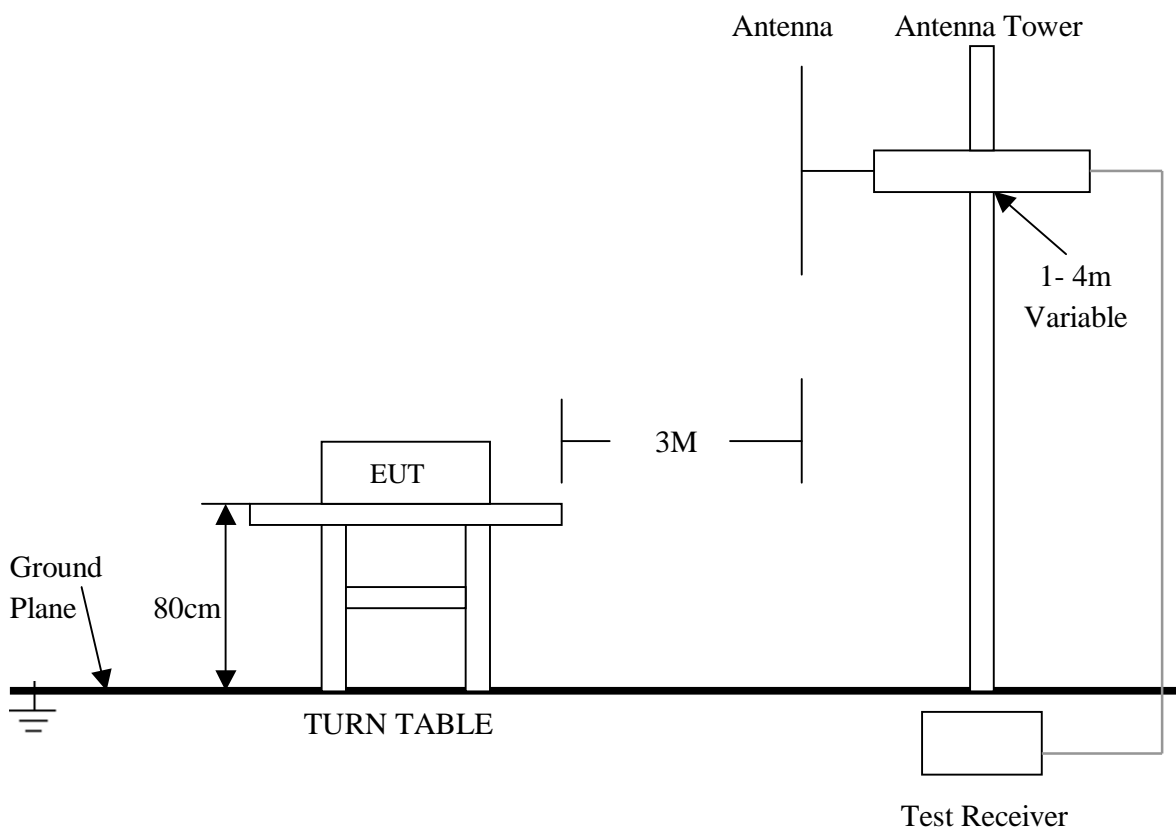 Antenna
Antenna Tower
1- 4m
Variable
3M
EUT
Ground
Plane
80cm
TURN TABLE
Test Receiver